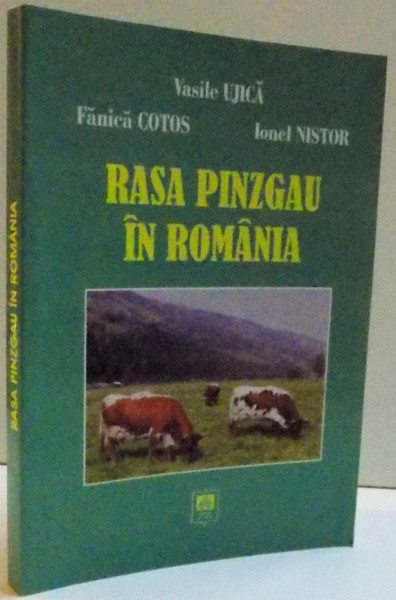 Vasile UJICĂ
Fănică COTOS
Ionel NISTOR
RASA PINZGAU
ÎN ROMÂNIA
RASA PINZGAU ÎN ROMÂNIA